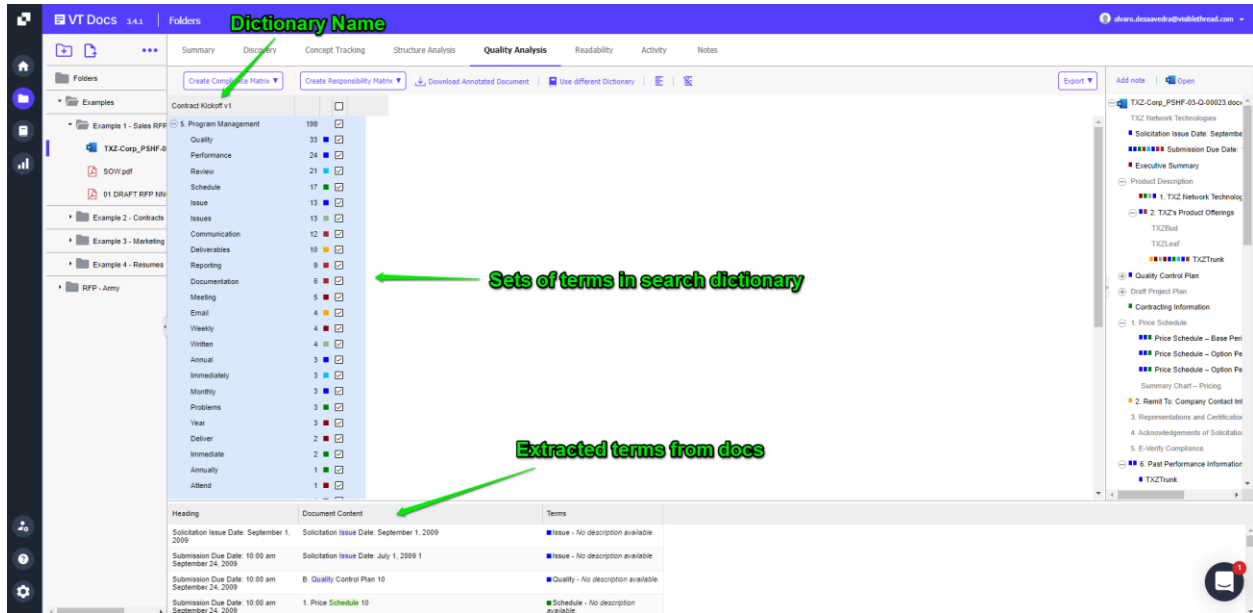 VT Docs 3.4.1 Folders
Dictionary Name
alvaro.dessavedra@visiblethread.com
Summary Discovery Concept Tracking Structure Analysis Quality Analysis Readability Activity Notes
Create Compliance Matrix ▼ Create Responsibility Matrix ▼ Download Annotated Document Use different Dictionary Export ▼ Add note Open
Folders
Examples
Example 1 - Sales RFP
TXZ-Corp_PSHF-0
SOW.pdf
01 DRAFT RFP NN
Example 2 - Contracts
Example 3 - Marketing
Example 4 - Resumes
RFP - Army
Contract Kickoff v1
5. Program Management 199
Quality 33
Performance 24
Review 21
Schedule 17
Issue 13
Issues 13
Communication 12
Deliverables 10
Reporting 9
Documentation 6
Meeting 5
Email 4
Weekly 4
Written 4
Annual 3
Immediately 3
Monthly 3
Problems 3
Year 3
Deliver 2
Immediate 2
Annually 1
Attend 1
Sets of terms in search dictionary
Extracted terms from docs
Heading Document Content Terms
Solicitation Issue Date: September 1, 2009 Solicitation Issue Date: September 1, 2009 Issue - No description available.
Submission Due Date: 10:00 am September 24, 2009 Solicitation Issue Date: July 1, 2009 1 Issue - No description available.
Submission Due Date: 10:00 am September 24, 2009 B. Quality Control Plan 10 Quality - No description available.
Submission Due Date: 10:00 am September 24, 2009 1. Price Schedule 10 Schedule - No description available.
TXZ-Corp_PSHF-03-Q-00023.docx
TXZ Network Technologies
Solicitation Issue Date: Septembe
Submission Due Date:
Executive Summary
Product Description
1. TXZ Network Technolog
2. TXZ's Product Offerings
TXZBud
TXZLeaf
TXZTrunk
Quality Control Plan
Draft Project Plan
Contracting Information
1. Price Schedule
Price Schedule – Base Peri
Price Schedule – Option Pe
Price Schedule – Option Pe
Summary Chart – Pricing
2. Remit To: Company Contact Inf
3. Representations and Certificatio
4. Acknowledgements of Solicitatio
5. E-Verify Compliance
6. Past Performance Information
TXZTrunk
1